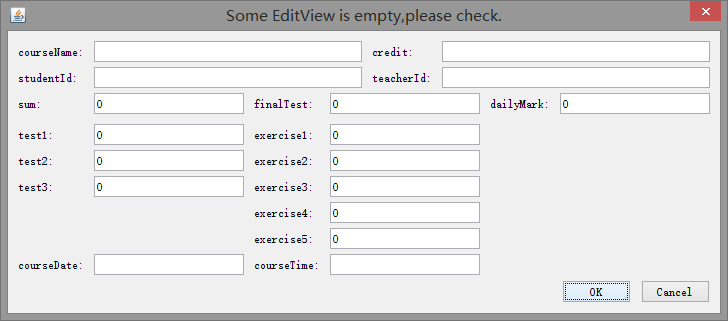 Some EditView is empty,please check.
courseName: credit:
studentId: teacherId:
sum: 0 finalTest: 0 dailyMark: 0
test1: 0 exercise1: 0
test2: 0 exercise2: 0
test3: 0 exercise3: 0
exercise4: 0
exercise5: 0
courseDate: courseTime:
OK Cancel